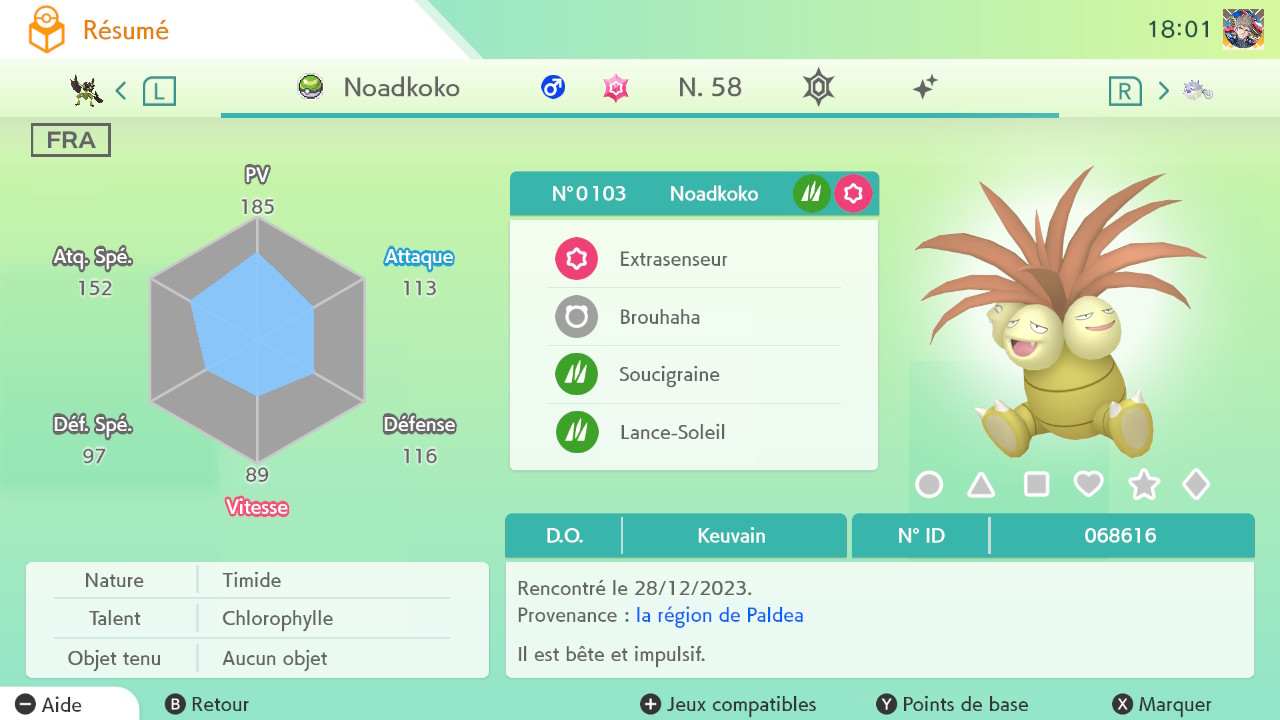 Résumé
18:01
L
Noadkoko
N. 58
R
FRA
PV
185
Atq. Spé.
152
Attaque
113
Déf. Spé.
97
Défense
116
89
Vitesse
N°0103 Noadkoko
Extrasenseur
Brouhaha
Soucigraine
Lance-Soleil
D.O. Keuvain N° ID 068616
Rencontré le 28/12/2023.
Provenance : la région de Paldea
Il est bête et impulsif.
Nature Timide
Talent Chlorophylle
Objet tenu Aucun objet
Aide B Retour Jeux compatibles Y Points de base X Marquer